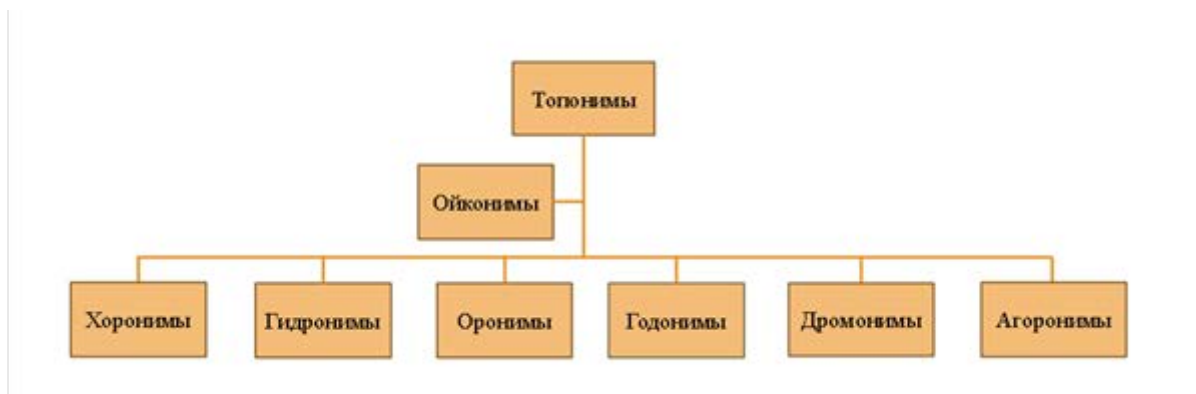 Топонимы
Ойконимы
Хоронимы
Гидронимы
Оронимы
Годонимы
Дромонимы
Агоронимы